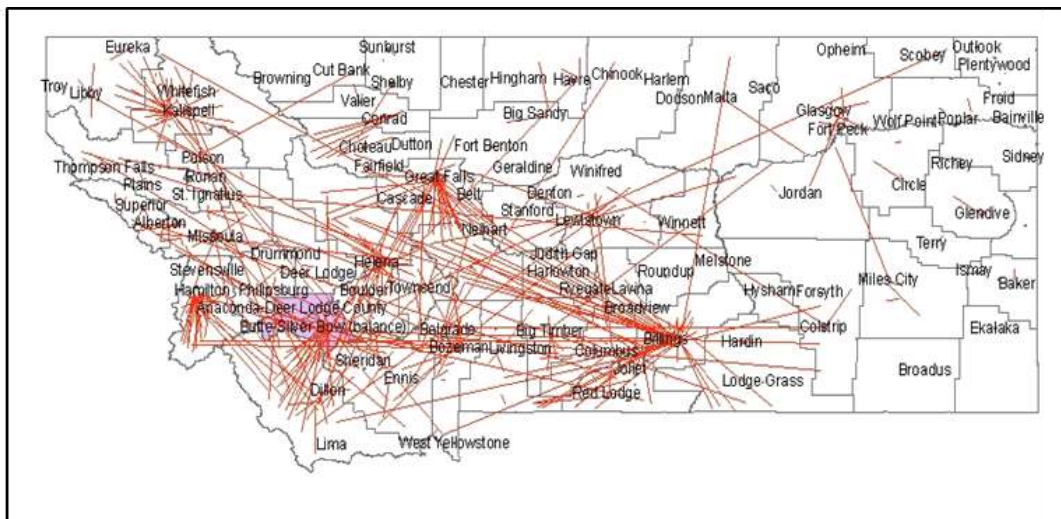 Eureka
Sunburst
Opheim
Scobey
Outlook
Plentywood
Troy
Libby
Whitefish
Kalispell
Browning
Cut Bank
Shelby
Chester
Hingham
Havre
Chinook
Harlem
Dodson
Malta
Saco
Glasgow
Fort Peck
Wolf Point
Poplar
Froid
Bainville
Valier
Conrad
Big Sandy
Polson
Choteau
Dutton
Fort Benton
Richey
Sidney
Thompson Falls
Ronan
Fairfield
Great Falls
Geraldine
Winifred
Plains
St. Ignatius
Cascade
Belt
Denton
Jordan
Circle
Superior
Stanford
Lewistown
Winnett
Glendive
Alberton
Missoula
Neihart
Terry
Drummond
Helena
Judith Gap
Melstone
Stevensville
Deer Lodge
Harlowton
Roundup
Miles City
Ismay
Hamilton
Philipsburg
Boulder
Townsend
Ryegate
Lavina
Hysham
Forsyth
Baker
Anaconda-Deer Lodge County
Broadview
Butte-Silver Bow (balance)
Belgrade
Big Timber
Billings
Colstrip
Ekalaka
Bozeman
Livingston
Columbus
Hardin
Sheridan
Joliet
Broadus
Dillon
Ennis
Red Lodge
Lodge Grass
Lima
West Yellowstone